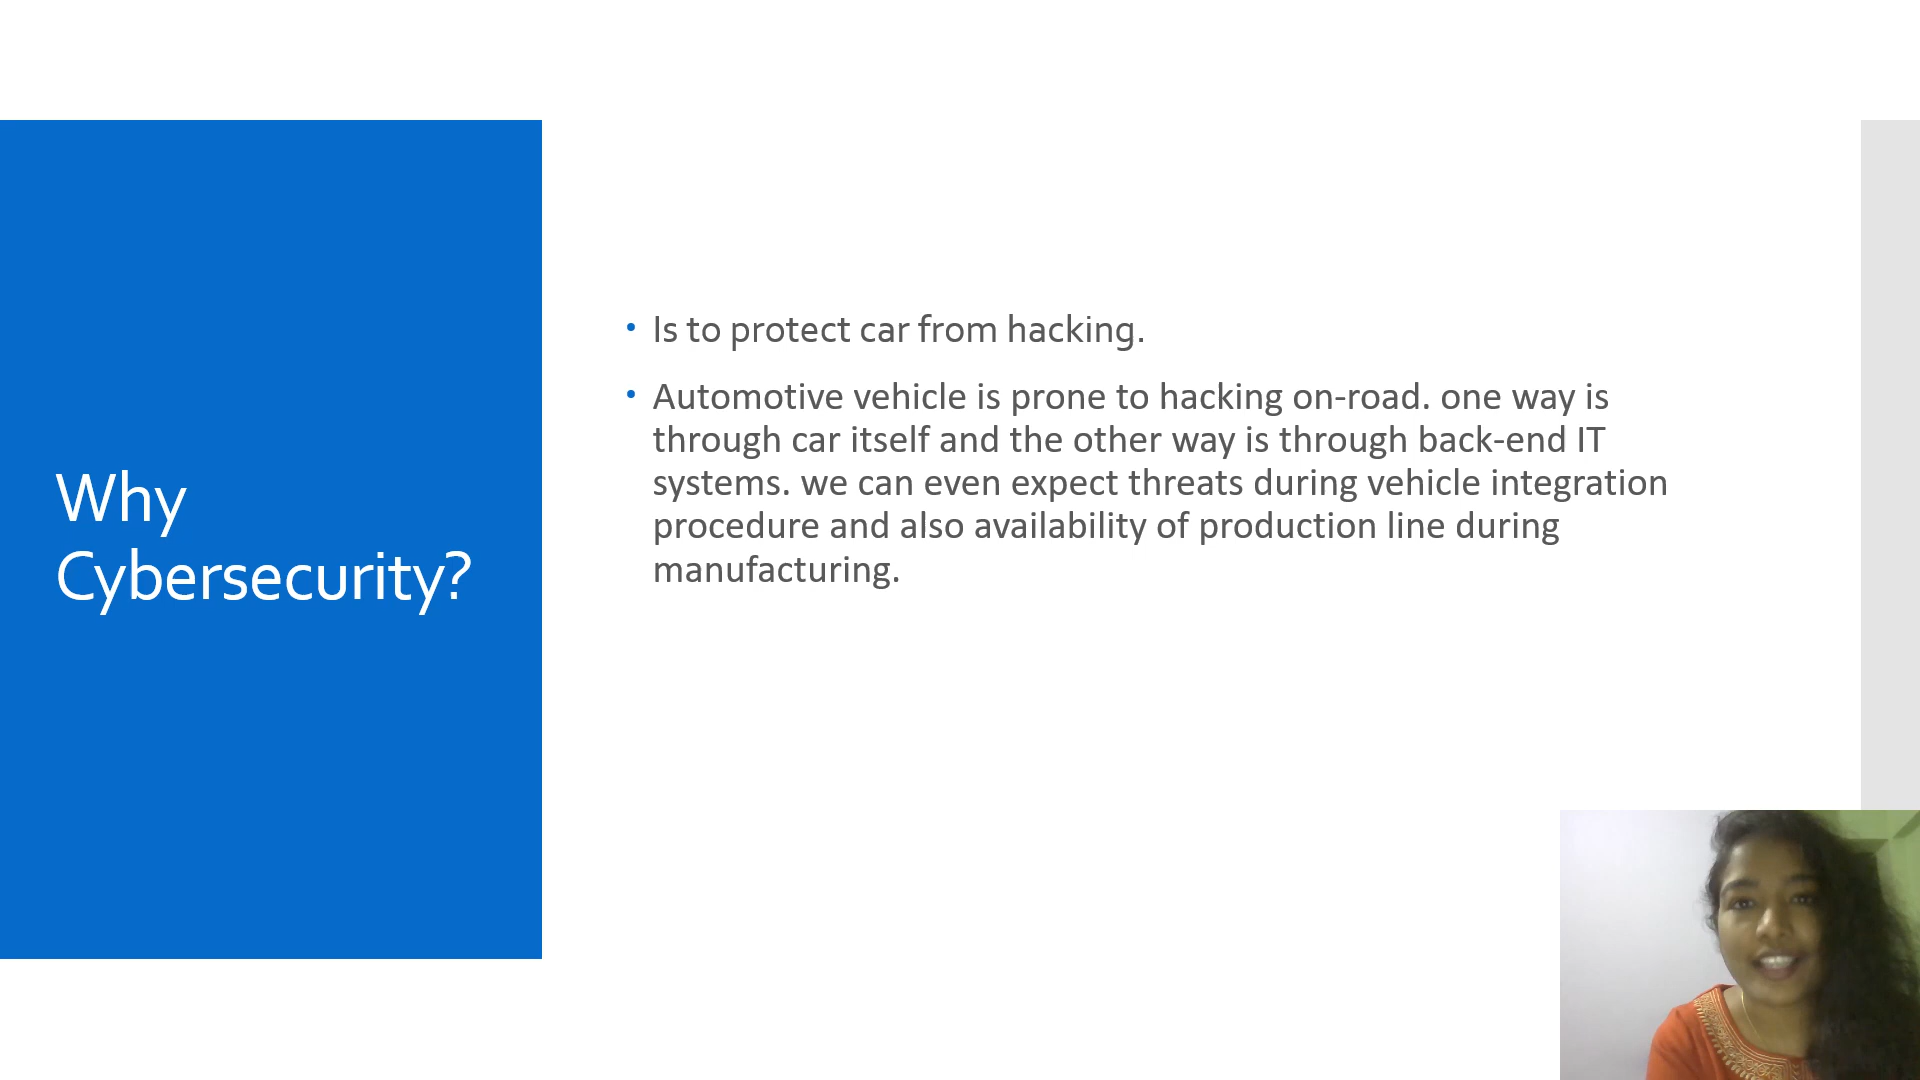 Why
Cybersecurity?
• Is to protect car from hacking.
• Automotive vehicle is prone to hacking on-road. one way is
through car itself and the other way is through back-end IT
systems. we can even expect threats during vehicle integration
procedure and also availability of production line during
manufacturing.